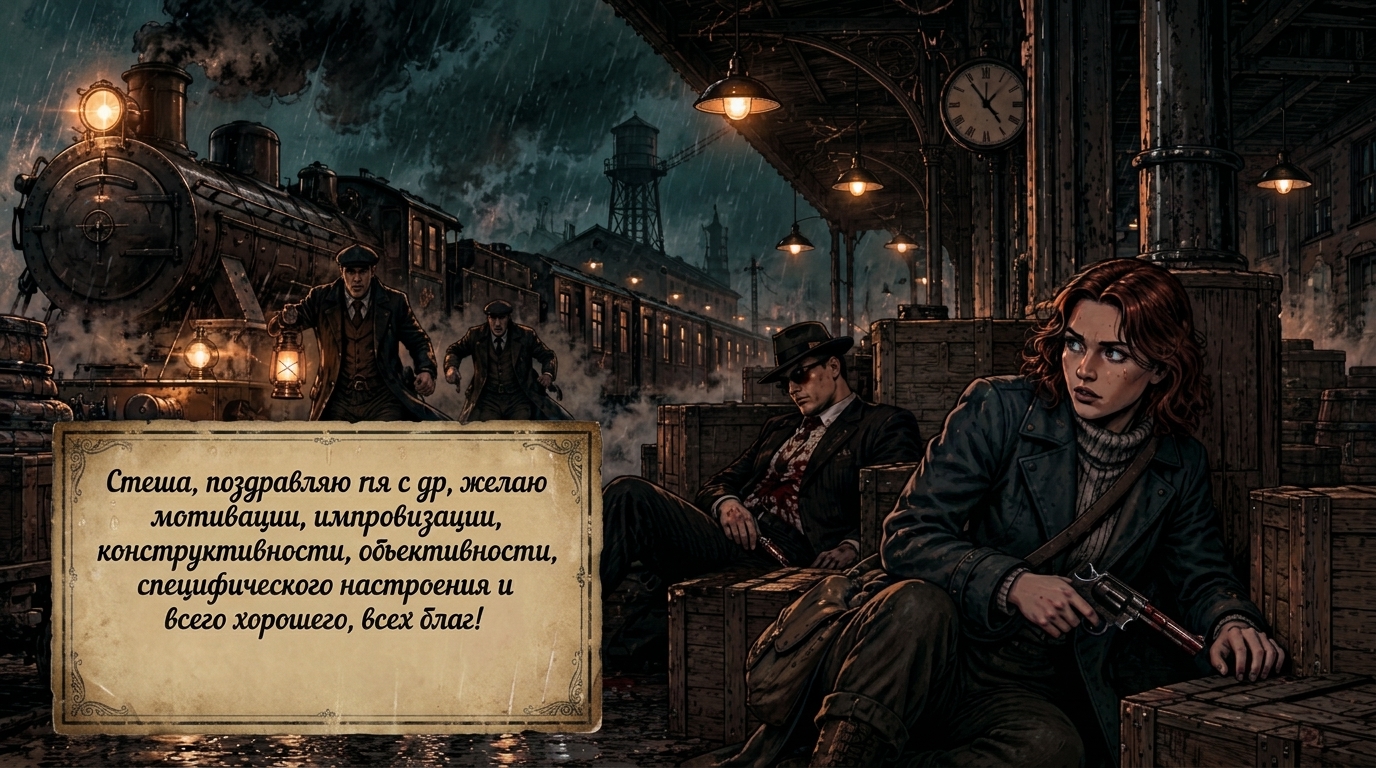 Стеша, поздравляю тя с др, желаю
мотивации, импровизации,
конструктивности, объективности,
специфического настроения и
всего хорошего, всех благ!